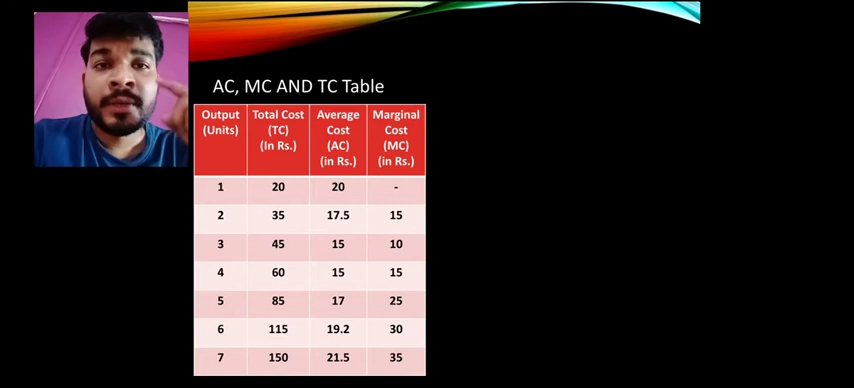 AC, MC AND TC Table
Output (Units) Total Cost (TC) (In Rs.) Average Cost (AC) (in Rs.) Marginal Cost (MC) (in Rs.)
1 20 20 -
2 35 17.5 15
3 45 15 10
4 60 15 15
5 85 17 25
6 115 19.2 30
7 150 21.5 35